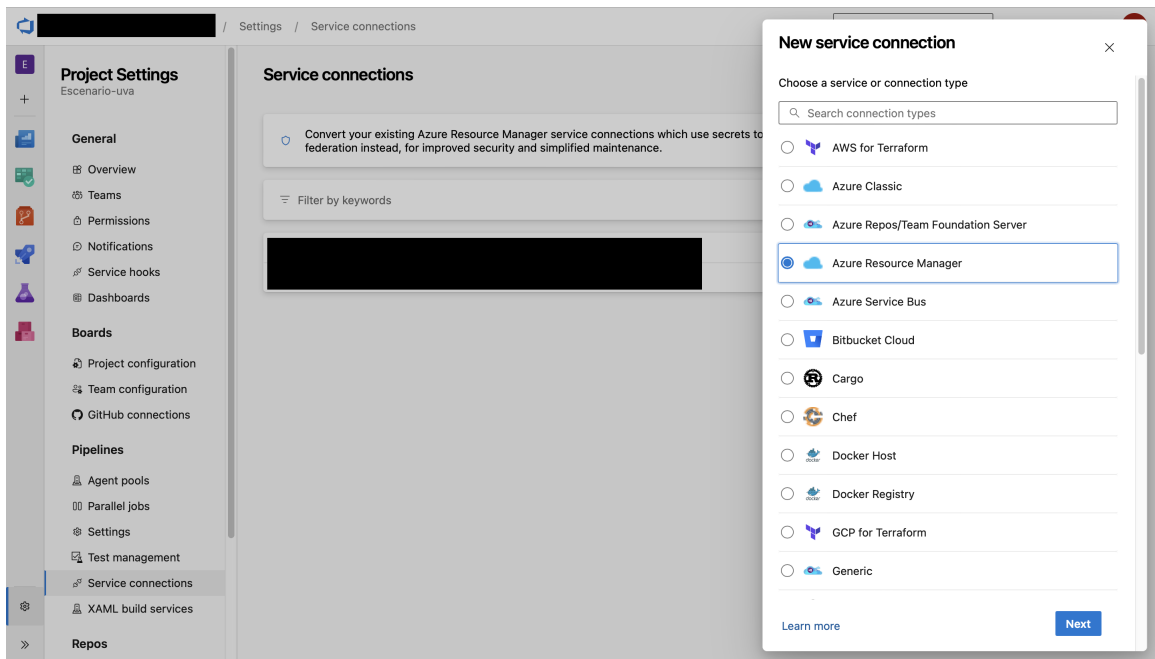 / Settings / Service connections
E
Project Settings
Escenario-uva
General
Overview
Teams
Permissions
Notifications
Service hooks
Dashboards
Boards
Project configuration
Team configuration
GitHub connections
Pipelines
Agent pools
Parallel jobs
Settings
Test management
Service connections
XAML build services
Repos
Service connections
Convert your existing Azure Resource Manager service connections which use secrets to
federation instead, for improved security and simplified maintenance.
Filter by keywords
New service connection
Choose a service or connection type
Search connection types
AWS for Terraform
Azure Classic
Azure Repos/Team Foundation Server
Azure Resource Manager
Azure Service Bus
Bitbucket Cloud
Cargo
Chef
docker
Docker Host
docker
Docker Registry
GCP for Terraform
Generic
Learn more
Next